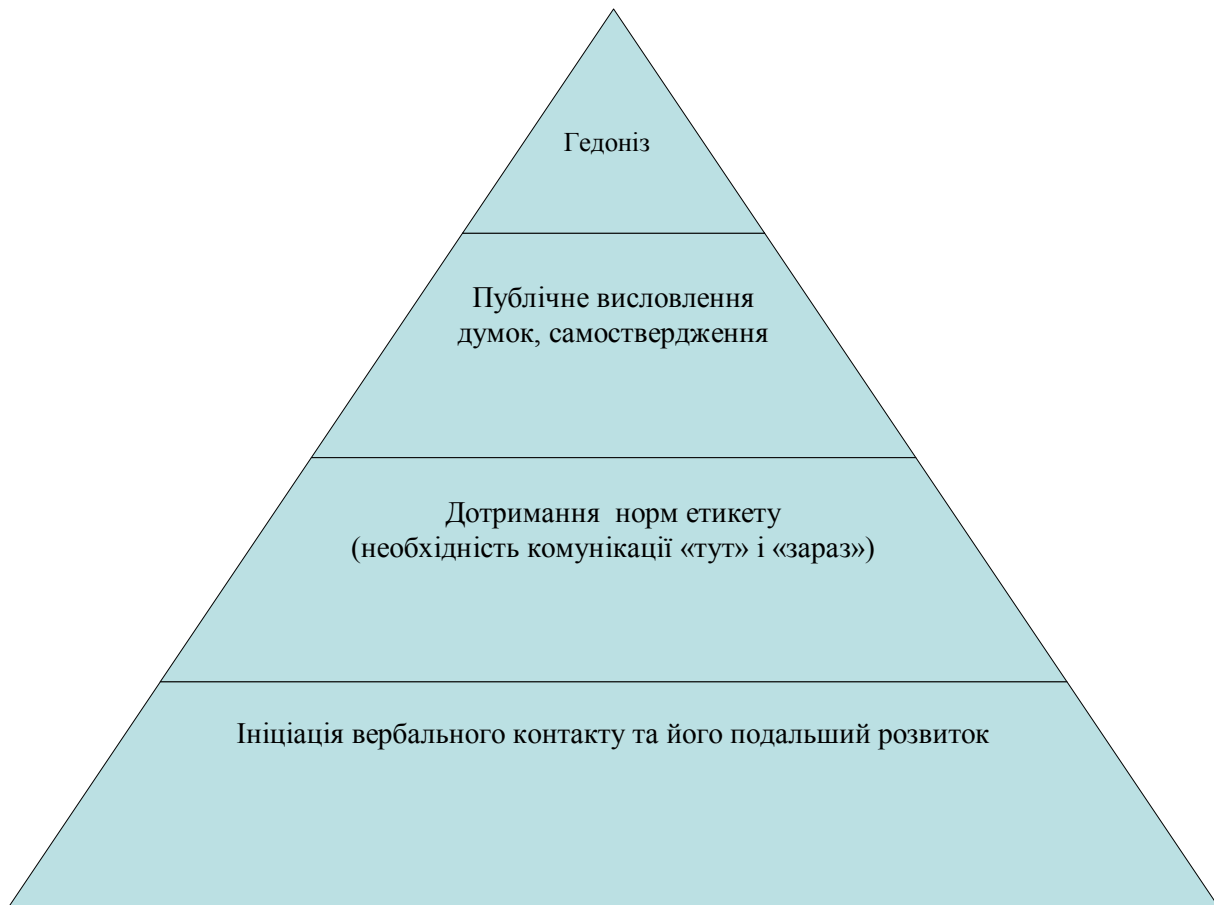 Гедоніз
Публічне висловлення
думок, самоствердження
Дотримання  норм етикету
(необхідність комунікації «тут» і «зараз»)
Ініціація вербального контакту та його подальший розвиток